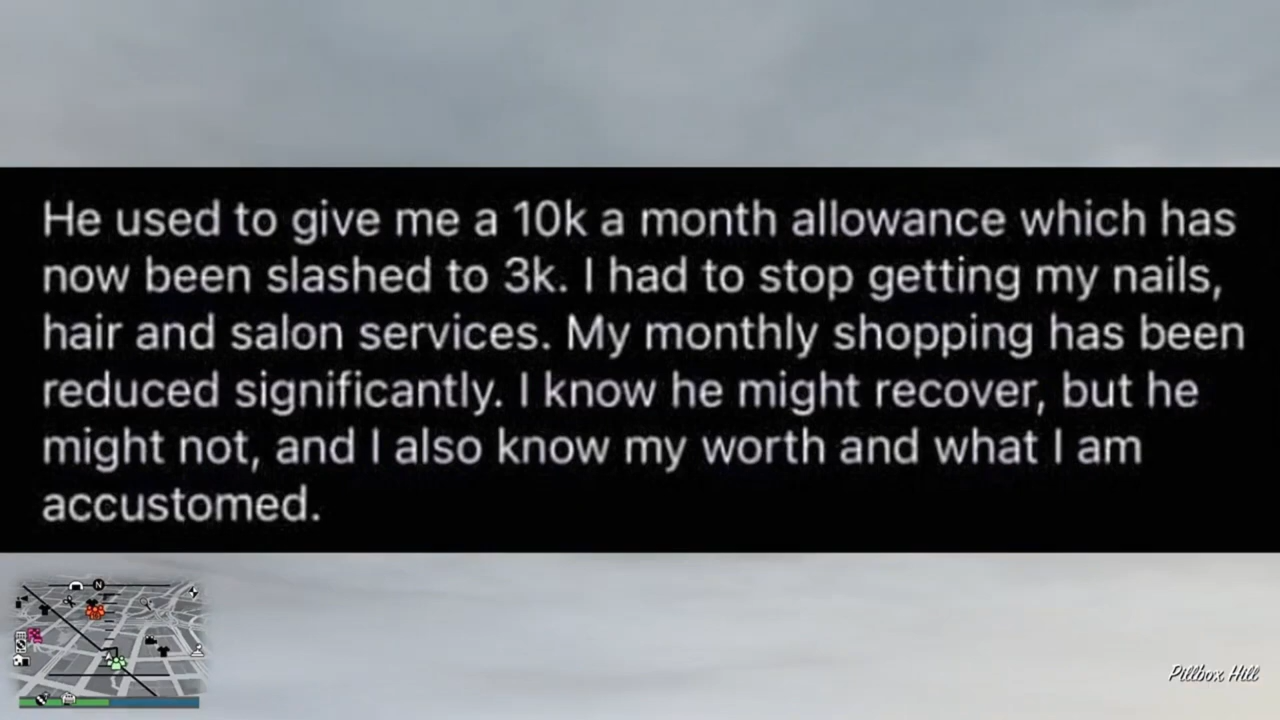 He used to give me a 10k a month allowance which has
now been slashed to 3k. I had to stop getting my nails,
hair and salon services. My monthly shopping has been
reduced significantly. I know he might recover, but he
might not, and I also know my worth and what I am
accustomed.
N
Pillbox Hill